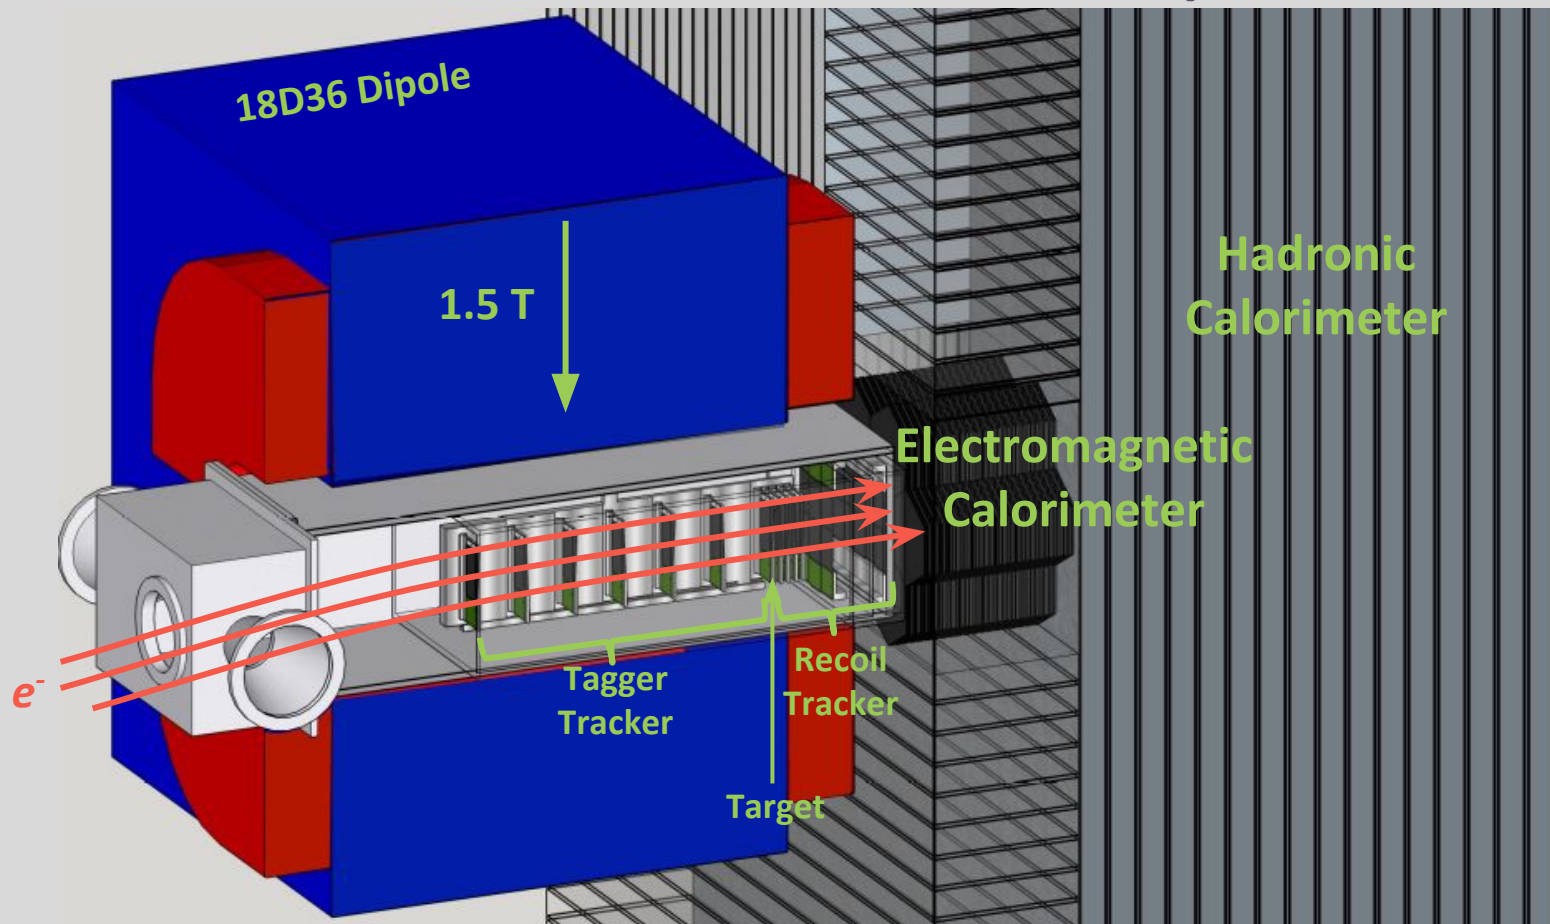 18D36 Dipole
1.5 T
Hadronic
Calorimeter
Electromagnetic
Calorimeter
e-
Tagger
Tracker
Recoil
Tracker
Target